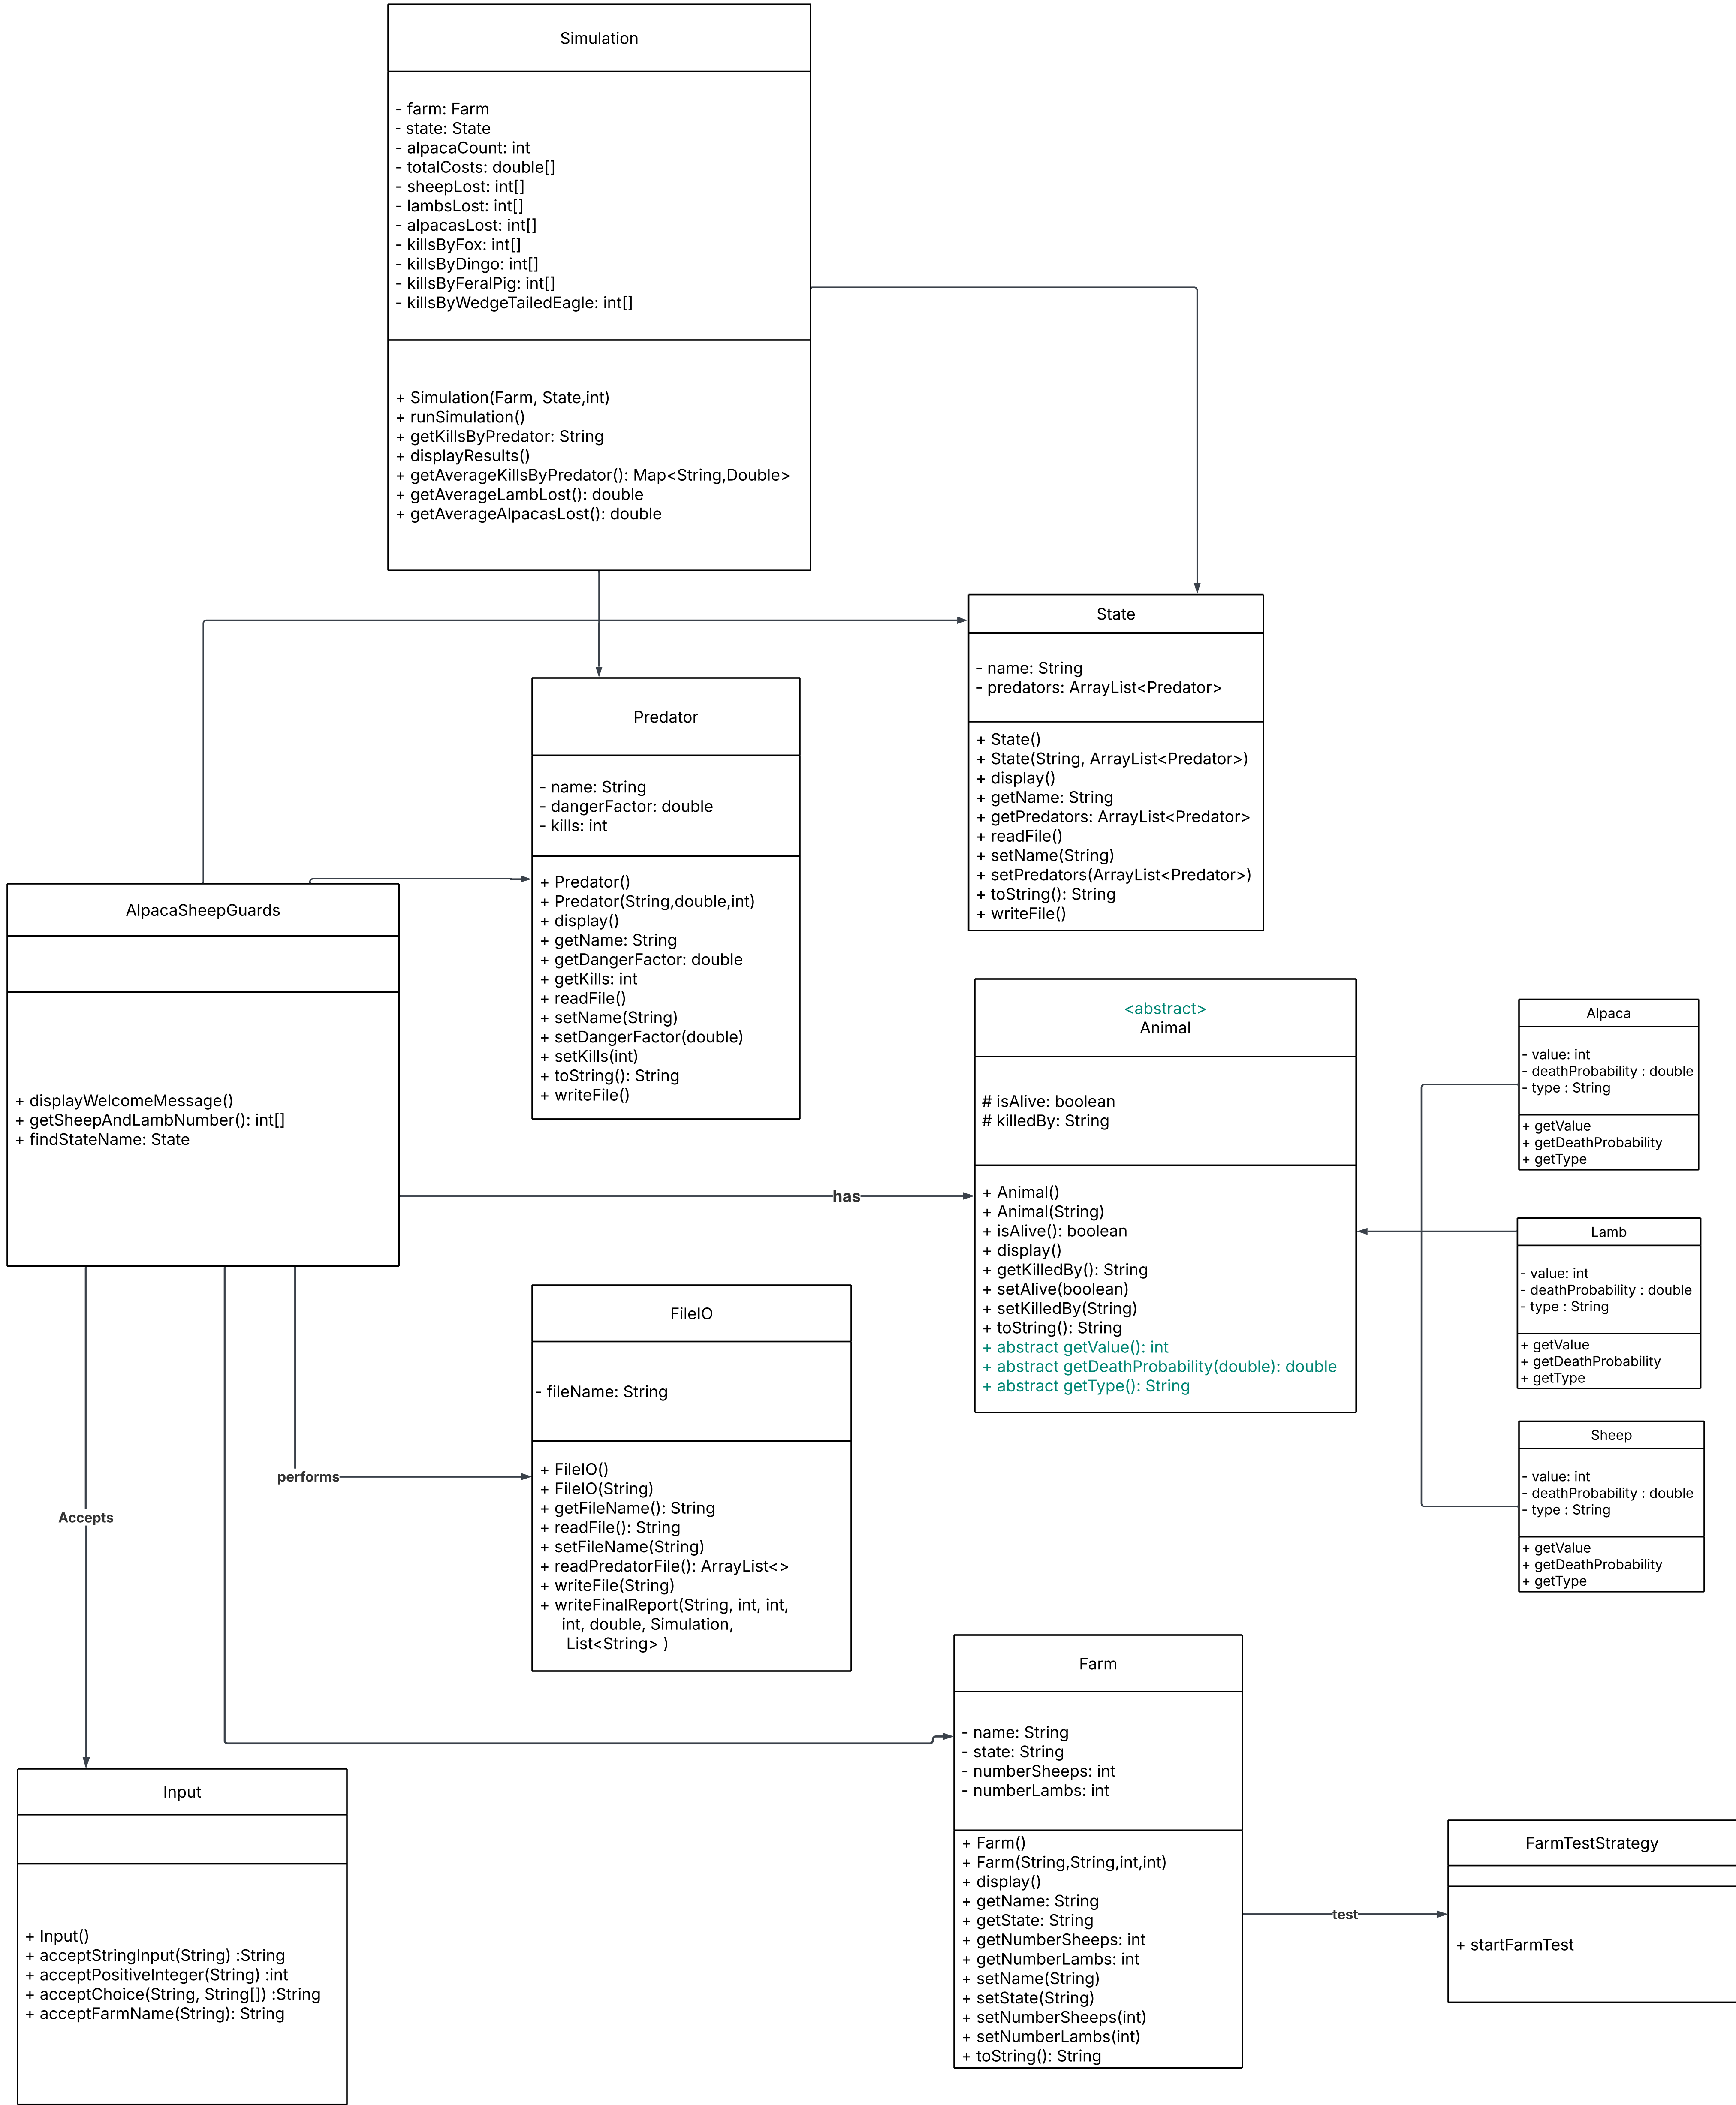 Simulation
- farm: Farm
- state: State
- alpacaCount: int
- totalCosts: double[]
- sheepLost: int[]
- lambsLost: int[]
- alpacasLost: int[]
- killsByFox: int[]
- killsByDingo: int[]
- killsByFeralPig: int[]
- killsByWedgeTailedEagle: int[]
+ Simulation(Farm, State,int)
+ runSimulation()
+ getKillsByPredator: String
+ displayResults()
+ getAverageKillsByPredator(): Map<String,Double>
+ getAverageLambLost(): double
+ getAverageAlpacasLost(): double
State
- name: String
- predators: ArrayList<Predator>
+ State()
+ State(String, ArrayList<Predator>)
+ display()
+ getName: String
+ getPredators: ArrayList<Predator>
+ readFile()
+ setName(String)
+ setPredators(ArrayList<Predator>)
+ toString(): String
+ writeFile()
Predator
- name: String
- dangerFactor: double
- kills: int
+ Predator()
+ Predator(String,double,int)
+ display()
+ getName: String
+ getDangerFactor: double
+ getKills: int
+ readFile()
+ setName(String)
+ setDangerFactor(double)
+ setKills(int)
+ toString(): String
+ writeFile()
AlpacaSheepGuards
+ displayWelcomeMessage()
+ getSheepAndLambNumber(): int[]
+ findStateName: State
has
<abstract>
Animal
# isAlive: boolean
# killedBy: String
+ Animal()
+ Animal(String)
+ isAlive(): boolean
+ display()
+ getKilledBy(): String
+ setAlive(boolean)
+ setKilledBy(String)
+ toString(): String
+ abstract getValue(): int
+ abstract getDeathProbability(double): double
+ abstract getType(): String
Alpaca
- value: int
- deathProbability : double
- type : String
+ getValue
+ getDeathProbability
+ getType
Lamb
- value: int
- deathProbability : double
- type : String
+ getValue
+ getDeathProbability
+ getType
Sheep
- value: int
- deathProbability : double
- type : String
+ getValue
+ getDeathProbability
+ getType
FileIO
- fileName: String
+ FileIO()
+ FileIO(String)
+ getFileName(): String
+ readFile(): String
+ setFileName(String)
+ readPredatorFile(): ArrayList<>
+ writeFile(String)
+ writeFinalReport(String, int, int,
int, double, Simulation,
List<String> )
performs
Accepts
Input
+ Input()
+ acceptStringInput(String) :String
+ acceptPositiveInteger(String) :int
+ acceptChoice(String, String[]) :String
+ acceptFarmName(String): String
Farm
- name: String
- state: String
- numberSheeps: int
- numberLambs: int
+ Farm()
+ Farm(String,String,int,int)
+ display()
+ getName: String
+ getState: String
+ getNumberSheeps: int
+ getNumberLambs: int
+ setName(String)
+ setState(String)
+ setNumberSheeps(int)
+ setNumberLambs(int)
+ toString(): String
test
FarmTestStrategy
+ startFarmTest